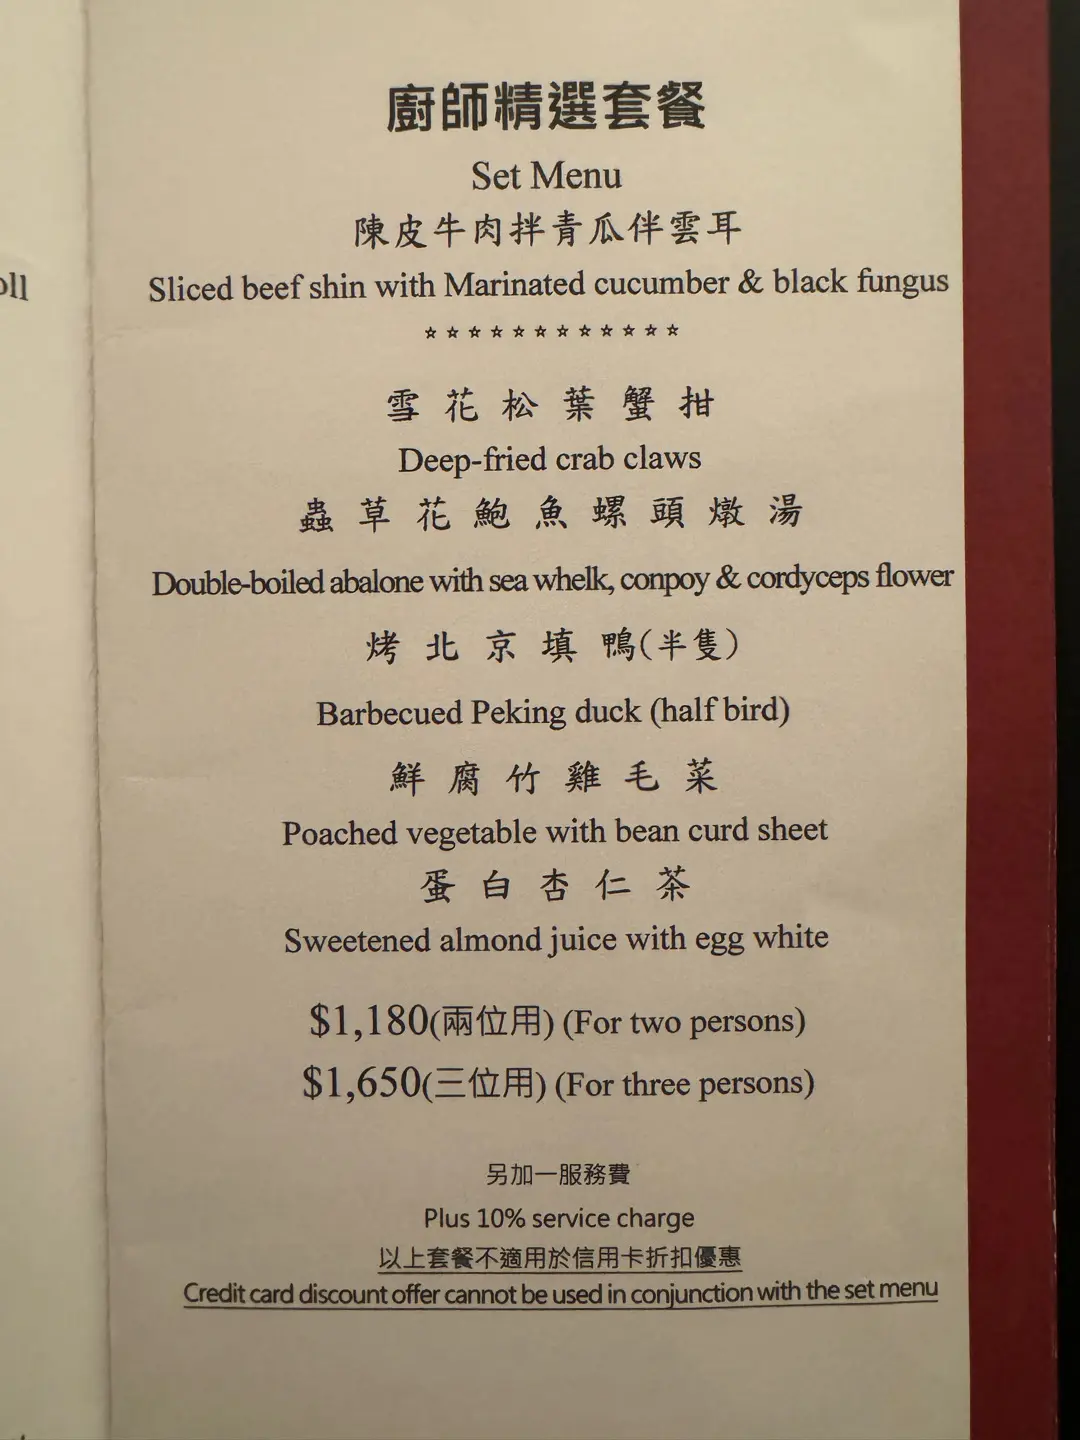 廚師精選套餐
Set Menu
陳皮牛肉拌青瓜伴雲耳
Sliced beef shin with Marinated cucumber & black fungus
☆☆☆☆☆☆☆☆☆☆☆☆
雪花松葉蟹拑
Deep-fried crab claws
蟲草花鮑魚螺頭燉湯
Double-boiled abalone with sea whelk, conpoy & cordyceps flower
烤北京填鴨(半隻)
Barbecued Peking duck (half bird)
鮮腐竹雞毛菜
Poached vegetable with bean curd sheet
蛋白杏仁茶
Sweetened almond juice with egg white
$1,180(兩位用) (For two persons)
$1,650(三位用) (For three persons)
另加一服務費
Plus 10% service charge
以上套餐不適用於信用卡折扣優惠
Credit card discount offer cannot be used in conjunction with the set menu